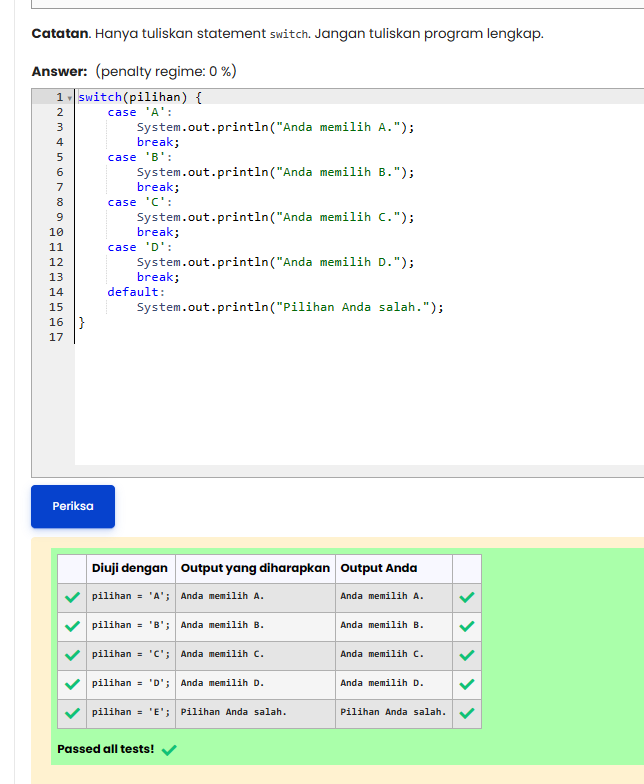 Catatan. Hanya tuliskan statement switch. Jangan tuliskan program lengkap.
Answer: (penalty regime: 0 %)
1 switch(pilihan) {
2     case 'A':
3         System.out.println("Anda memilih A.");
4         break;
5     case 'B':
6         System.out.println("Anda memilih B.");
7         break;
8     case 'C':
9         System.out.println("Anda memilih C.");
10         break;
11     case 'D':
12         System.out.println("Anda memilih D.");
13         break;
14     default:
15         System.out.println("Pilihan Anda salah.");
16 }
17
Periksa
Diuji dengan Output yang diharapkan Output Anda
pilihan = 'A'; Anda memilih A. Anda memilih A.
pilihan = 'B'; Anda memilih B. Anda memilih B.
pilihan = 'C'; Anda memilih C. Anda memilih C.
pilihan = 'D'; Anda memilih D. Anda memilih D.
pilihan = 'E'; Pilihan Anda salah. Pilihan Anda salah.
Passed all tests!